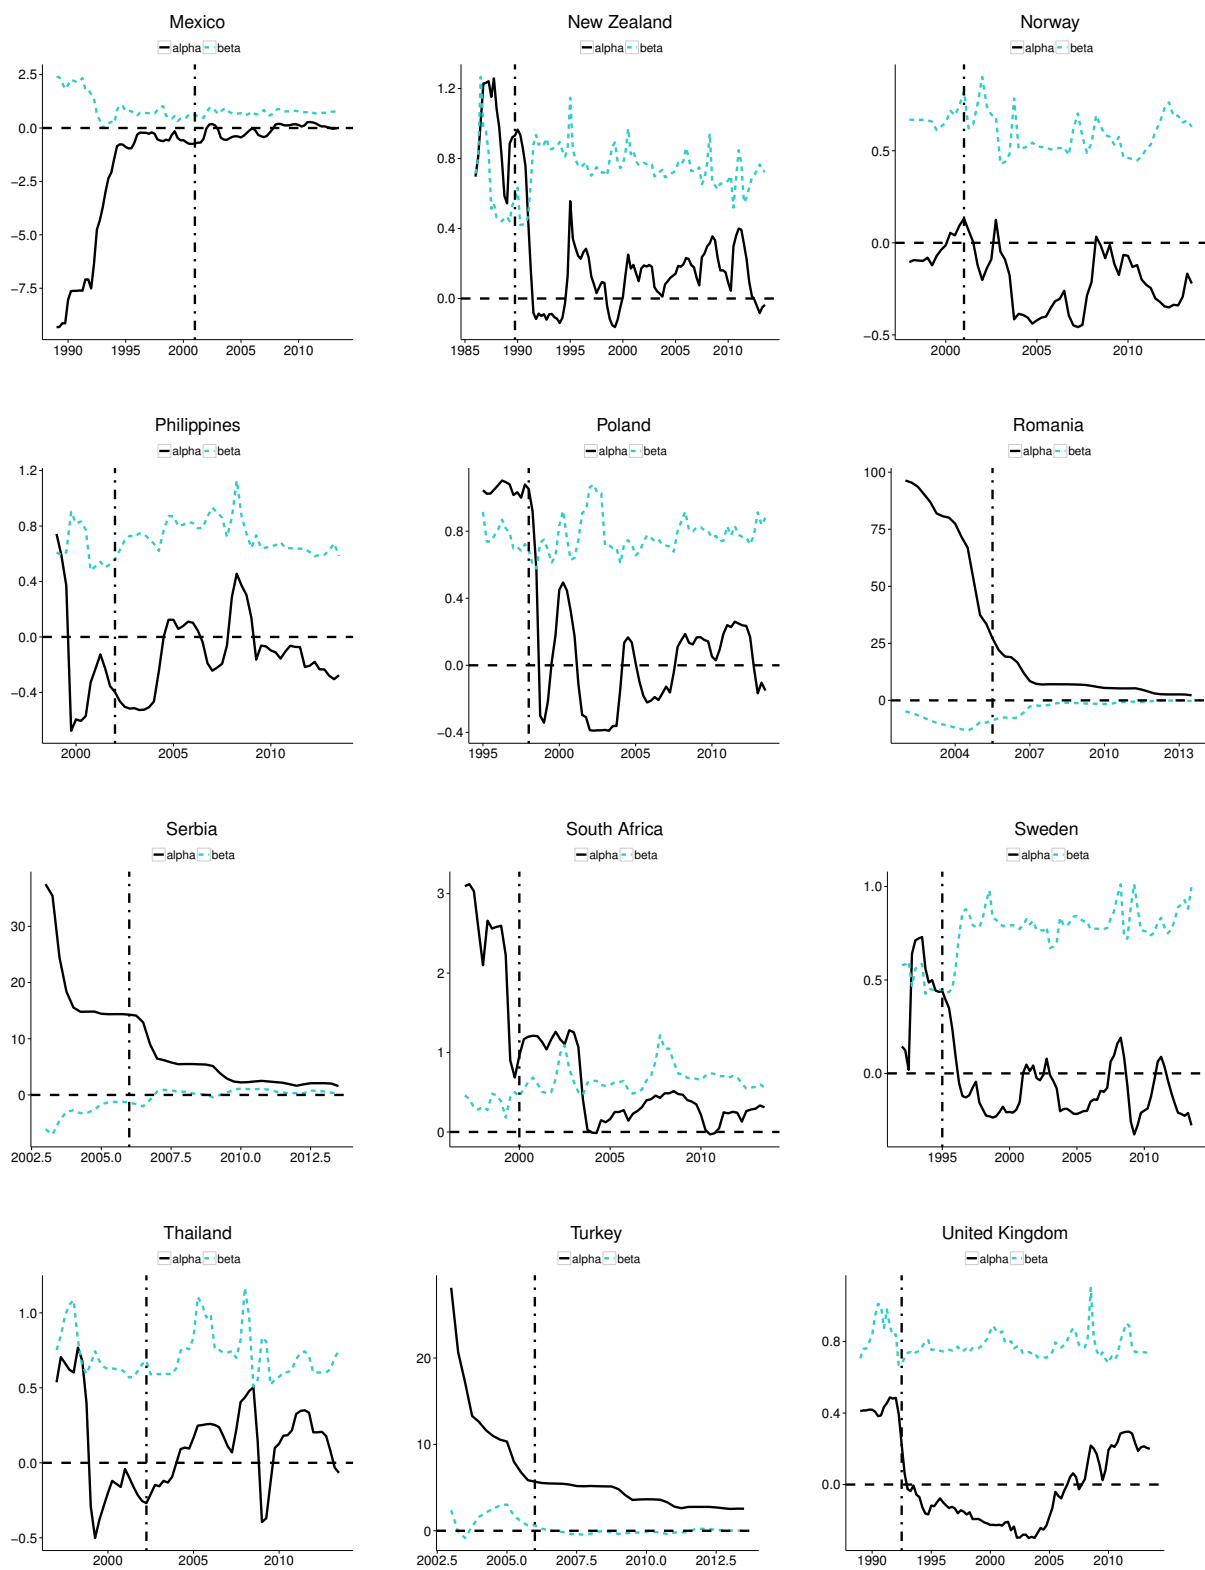 Mexico
alpha beta
2.5
0.0
−2.5
−5.0
−7.5
1990 1995 2000 2005 2010
New Zealand
alpha beta
1.2
0.8
0.4
0.0
1985 1990 1995 2000 2005 2010
Norway
alpha beta
0.5
0.0
−0.5
2000 2005 2010
Philippines
alpha beta
1.2
0.8
0.4
0.0
−0.4
2000 2005 2010
Poland
alpha beta
0.8
0.4
0.0
−0.4
1995 2000 2005 2010
Romania
alpha beta
100
75
50
25
0
2004 2007 2010 2013
Serbia
alpha beta
30
20
10
0
2002.5 2005.0 2007.5 2010.0 2012.5
South Africa
alpha beta
3
2
1
0
2000 2005 2010
Sweden
alpha beta
1.0
0.5
0.0
1995 2000 2005 2010
Thailand
alpha beta
1.0
0.5
0.0
−0.5
2000 2005 2010
Turkey
alpha beta
20
10
0
2002.5 2005.0 2007.5 2010.0 2012.5
United Kingdom
alpha beta
0.8
0.4
0.0
1990 1995 2000 2005 2010